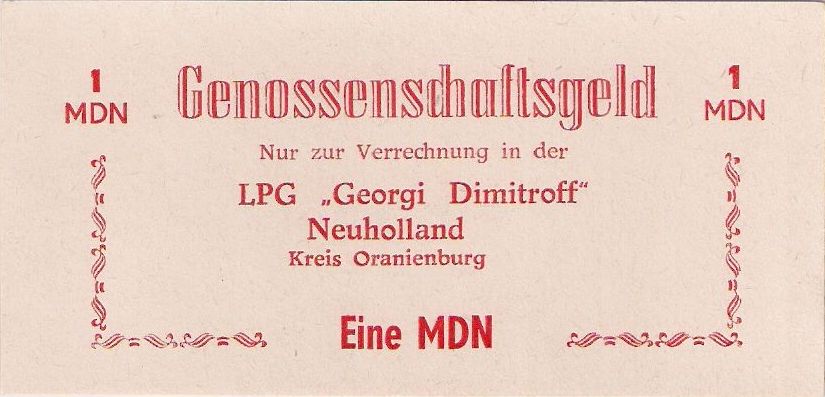 1 Genossenschaftsgeld 1
MDN MDN
Nur zur Verrechnung in der
LPG „Georgi Dimitroff“
Neuholland
Kreis Oranienburg
Eine MDN